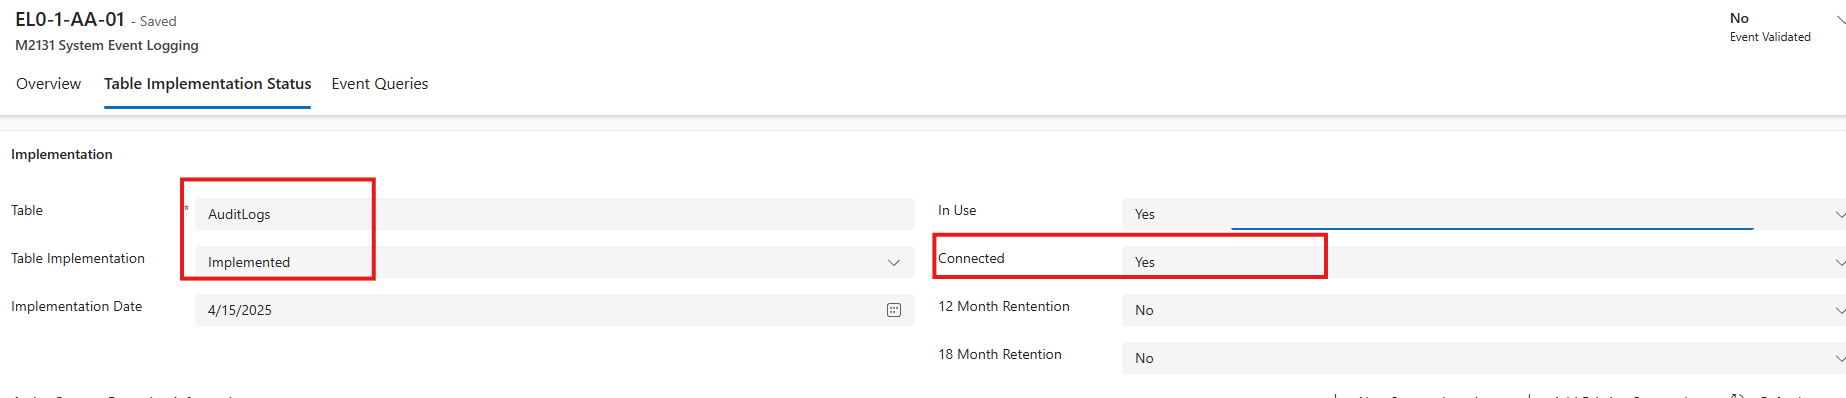 EL0-1-AA-01 - Saved
M2131 System Event Logging
No
Event Validated
Overview Table Implementation Status Event Queries
Implementation
Table * AuditLogs In Use Yes
Table Implementation Implemented Connected Yes
Implementation Date 4/15/2025 12 Month Rentention No
18 Month Retention No